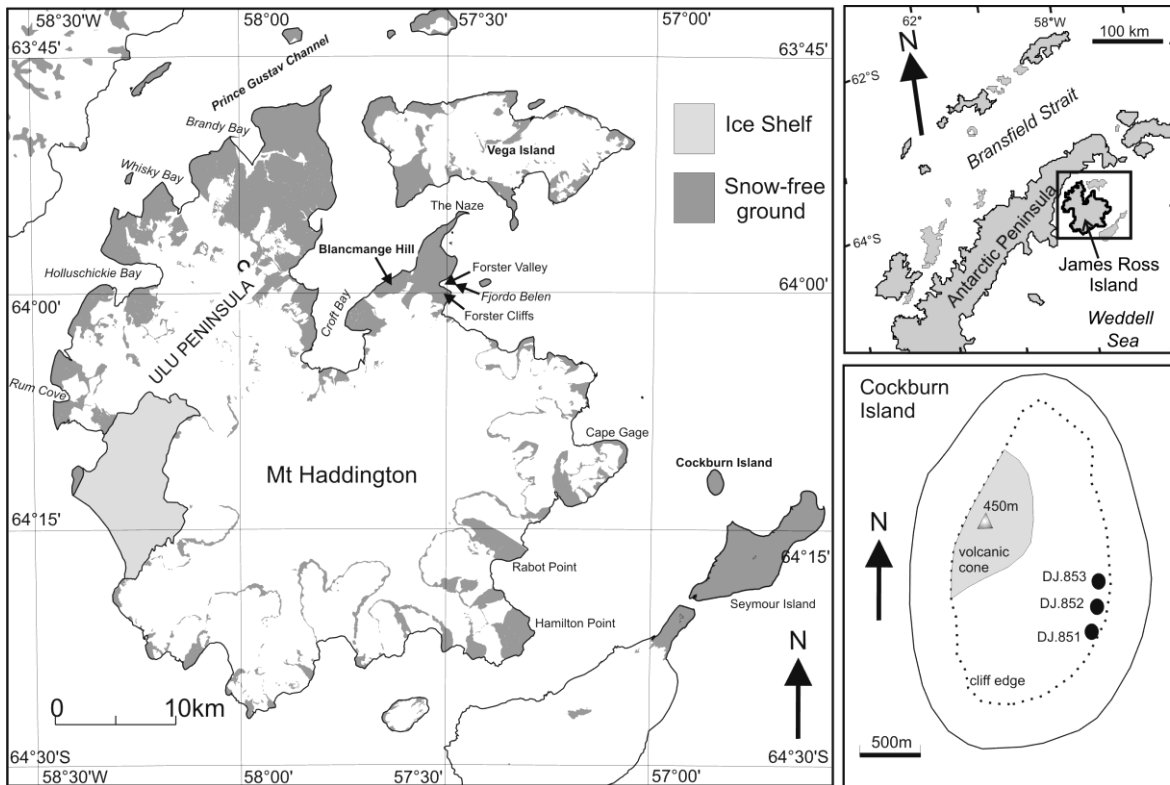 58°30'W
58°00'
57°30'
57°00'
63°45'
63°45'
Prince Gustav Channel
Brandy Bay
Whisky Bay
Vega Island
The Naze
Blancmange Hill
Forster Valley
Holluschickie Bay
Fjordo Belen
64°00'
64°00'
Croft Bay
Forster Cliffs
ULU PENINSULA
C
Rum Cove
Cape Gage
Mt Haddington
Cockburn Island
64°15'
64°15'
Rabot Point
Seymour Island
Hamilton Point
N
0
10km
64°30'S
64°30'S
58°30'W
58°00'
57°30'
57°00'
Ice Shelf
Snow-free
ground
62°
58°W
100 km
N
62°S
Bransfield Strait
Antarctic Peninsula
64°S
James Ross
Island
Weddell
Sea
Cockburn
Island
450m
N
volcanic
cone
DJ.853
DJ.852
DJ.851
cliff edge
500m